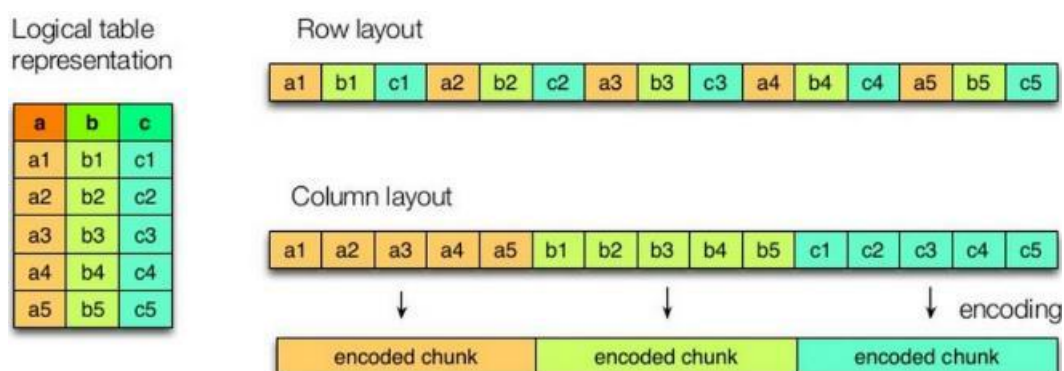 Logical table
representation
a b c
a1 b1 c1
a2 b2 c2
a3 b3 c3
a4 b4 c4
a5 b5 c5
Row layout
a1 b1 c1 a2 b2 c2 a3 b3 c3 a4 b4 c4 a5 b5 c5
Column layout
a1 a2 a3 a4 a5 b1 b2 b3 b4 b5 c1 c2 c3 c4 c5
encoding
encoded chunk encoded chunk encoded chunk